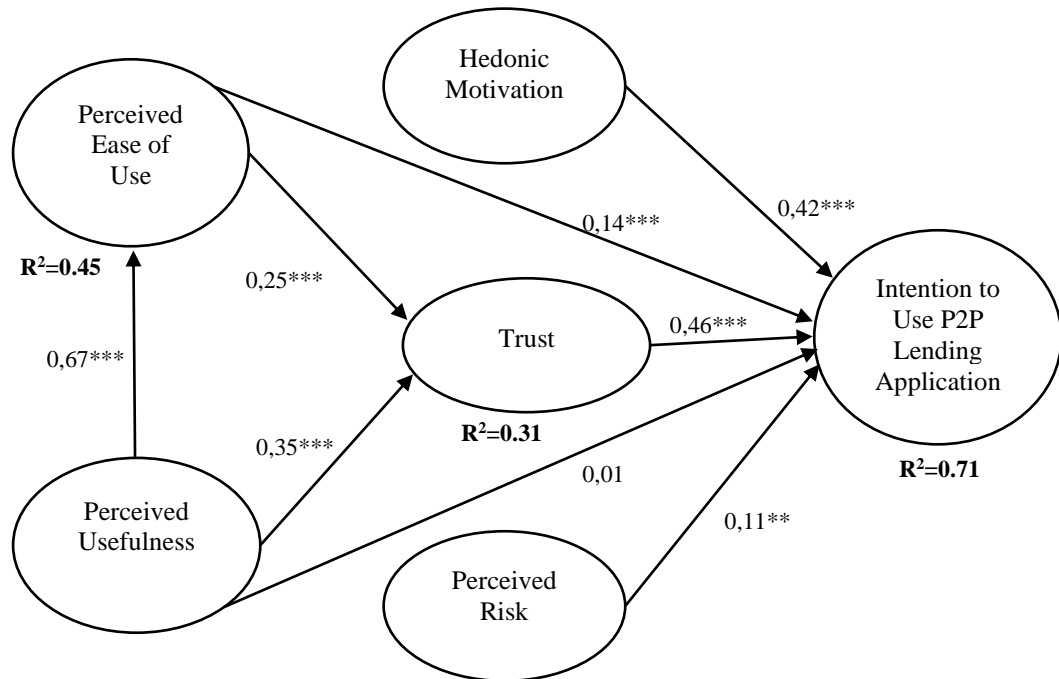 Hedonic
Motivation
Perceived
Ease of
Use
0,42***
0,14***
R²=0.45
0,25***
Intention to
Use P2P
Lending
Application
0,46***
Trust
0,67***
R²=0.31
0,35***
R²=0.71
0,01
Perceived
Usefulness
0,11**
Perceived
Risk